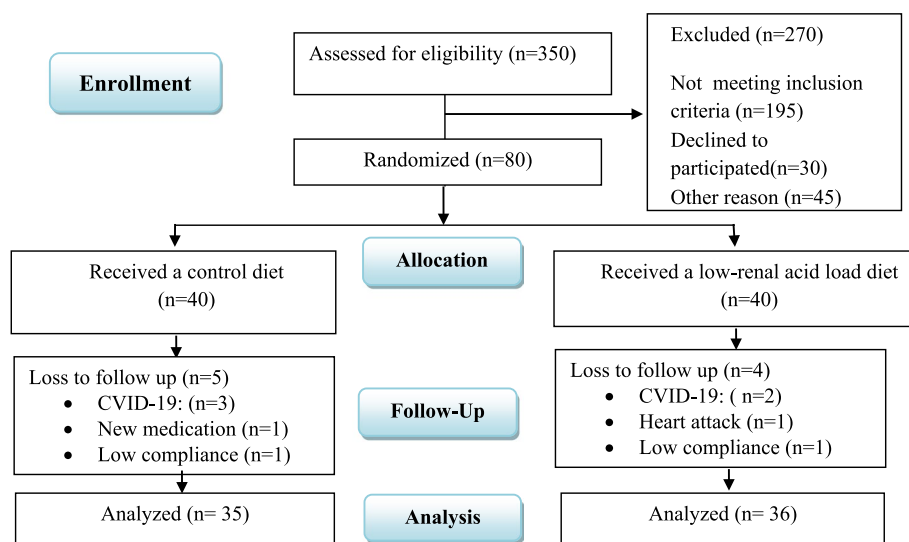 Enrollment
Assessed for eligibility (n=350)
Excluded (n=270)
Not meeting inclusion
criteria (n=195)
Declined to
participated(n=30)
Other reason (n=45)
Randomized (n=80)
Allocation
Received a control diet
(n=40)
Received a low-renal acid load diet
(n=40)
Follow-Up
Loss to follow up (n=5)
• CVID-19: (n=3)
• New medication (n=1)
• Low compliance (n=1)
Loss to follow up (n=4)
• CVID-19: ( n=2)
• Heart attack (n=1)
• Low compliance (n=1)
Analyzed (n= 35)
Analysis
Analyzed (n= 36)